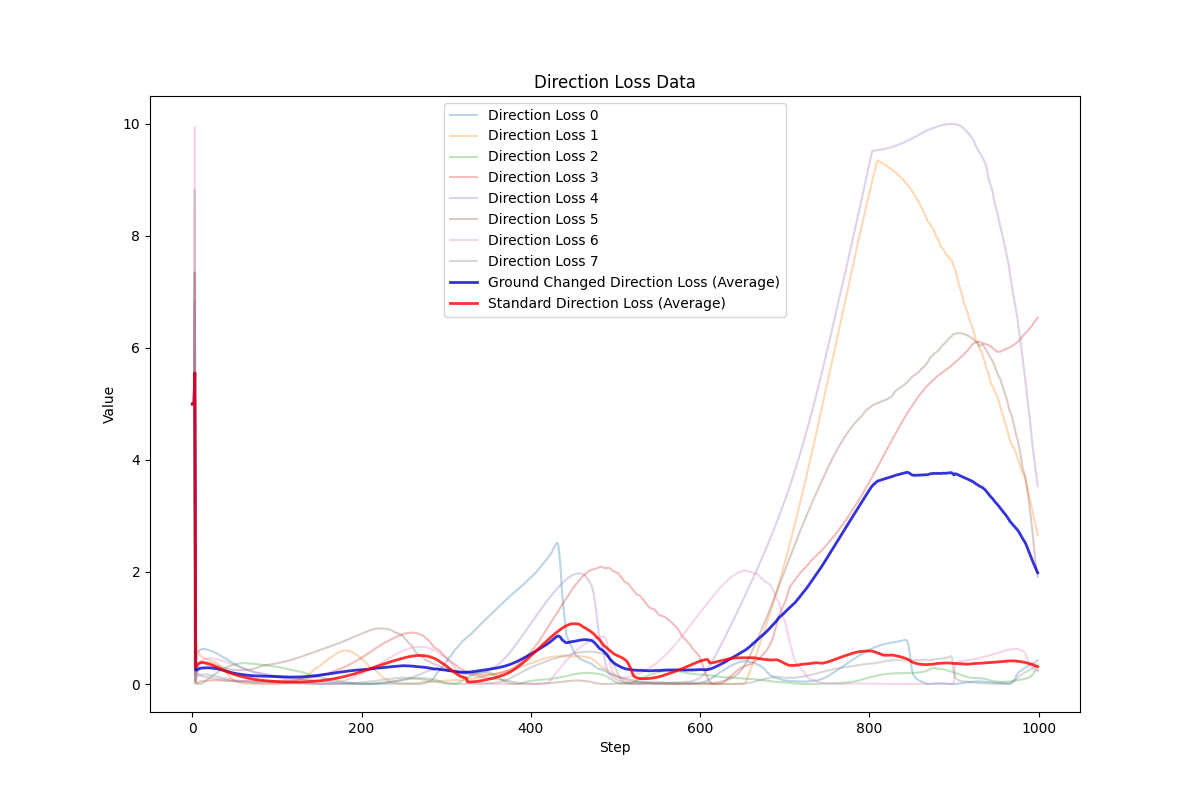 Direction Loss Data
Value
10
8
6
4
2
0
Direction Loss 0
Direction Loss 1
Direction Loss 2
Direction Loss 3
Direction Loss 4
Direction Loss 5
Direction Loss 6
Direction Loss 7
Ground Changed Direction Loss (Average)
Standard Direction Loss (Average)
0 200 400 600 800 1000
Step